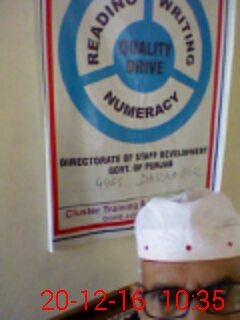 READING
WRITING
QUALITY
DRIVE
NUMERACY
DIRECTORATE OF STAFF DEVELOPMENT
GOVT. OF PUNJAB
GGES
Cluster Training &
20-12-16 10:35